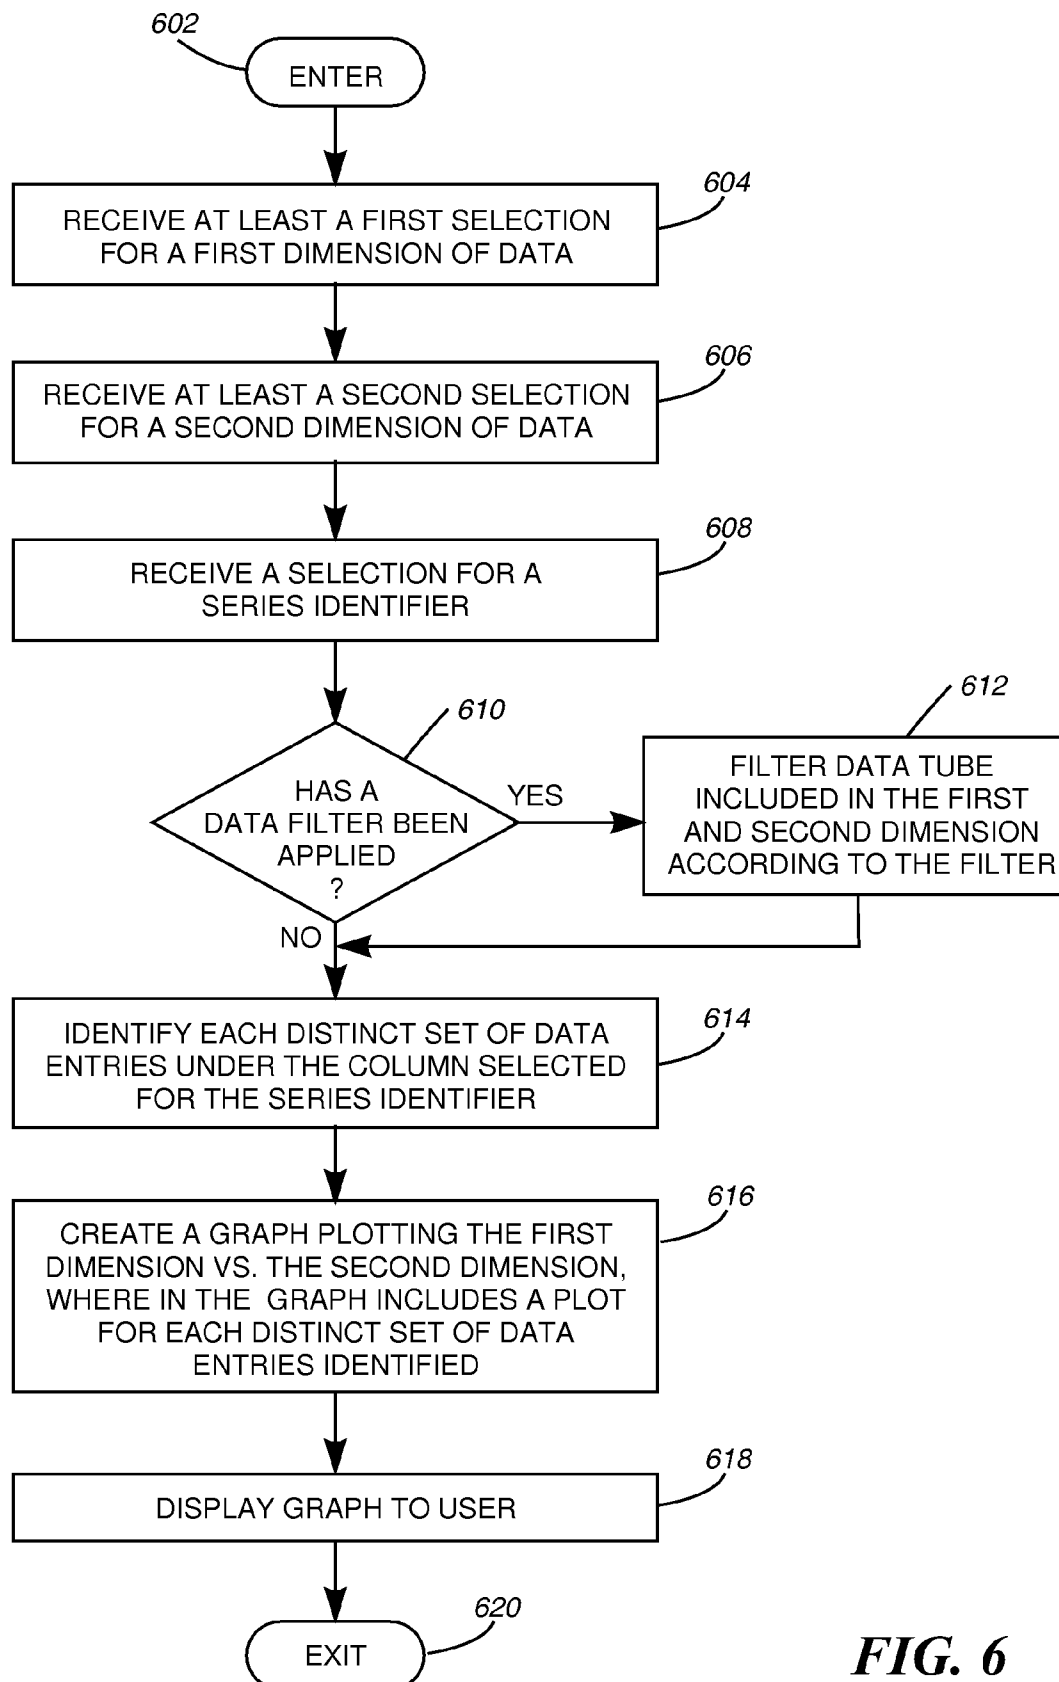 602
ENTER
604
RECEIVE AT LEAST A FIRST SELECTION
FOR A FIRST DIMENSION OF DATA
606
RECEIVE AT LEAST A SECOND SELECTION
FOR A SECOND DIMENSION OF DATA
608
RECEIVE A SELECTION FOR A
SERIES IDENTIFIER
610
HAS A
DATA FILTER BEEN
APPLIED
?
YES
612
FILTER DATA TUBE
INCLUDED IN THE FIRST
AND SECOND DIMENSION
ACCORDING TO THE FILTER
NO
614
IDENTIFY EACH DISTINCT SET OF DATA
ENTRIES UNDER THE COLUMN SELECTED
FOR THE SERIES IDENTIFIER
616
CREATE A GRAPH PLOTTING THE FIRST
DIMENSION VS. THE SECOND DIMENSION,
WHERE IN THE GRAPH INCLUDES A PLOT
FOR EACH DISTINCT SET OF DATA
ENTRIES IDENTIFIED
618
DISPLAY GRAPH TO USER
620
EXIT
FIG. 6